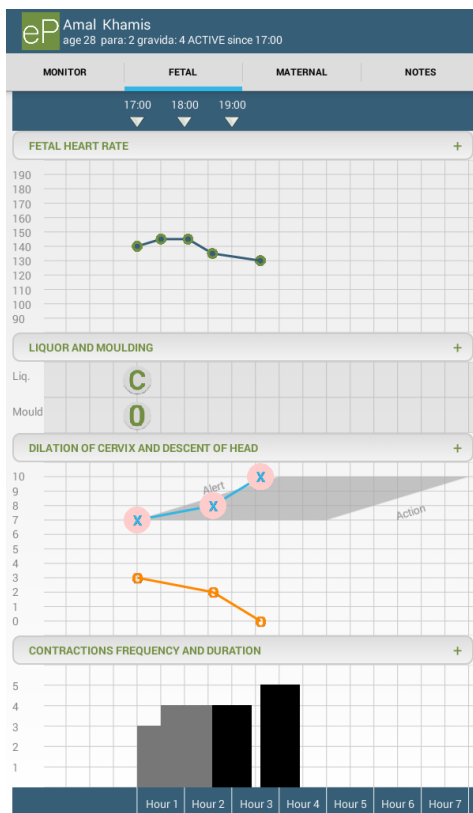 eP Amal Khamis
age 28 para: 2 gravida: 4 ACTIVE since 17:00
MONITOR FETAL MATERNAL NOTES
17:00 18:00 19:00
FETAL HEART RATE +
190
180
170
160
150
140
130
120
110
100
90
LIQUOR AND MOULDING +
Liq. C
Mould 0
DILATION OF CERVIX AND DESCENT OF HEAD +
10 X
9 Alert
8 X
7 X Action
6
5
4
3
2
1
0
CONTRACTIONS FREQUENCY AND DURATION +
5
4
3
2
1
Hour 1 Hour 2 Hour 3 Hour 4 Hour 5 Hour 6 Hour 7